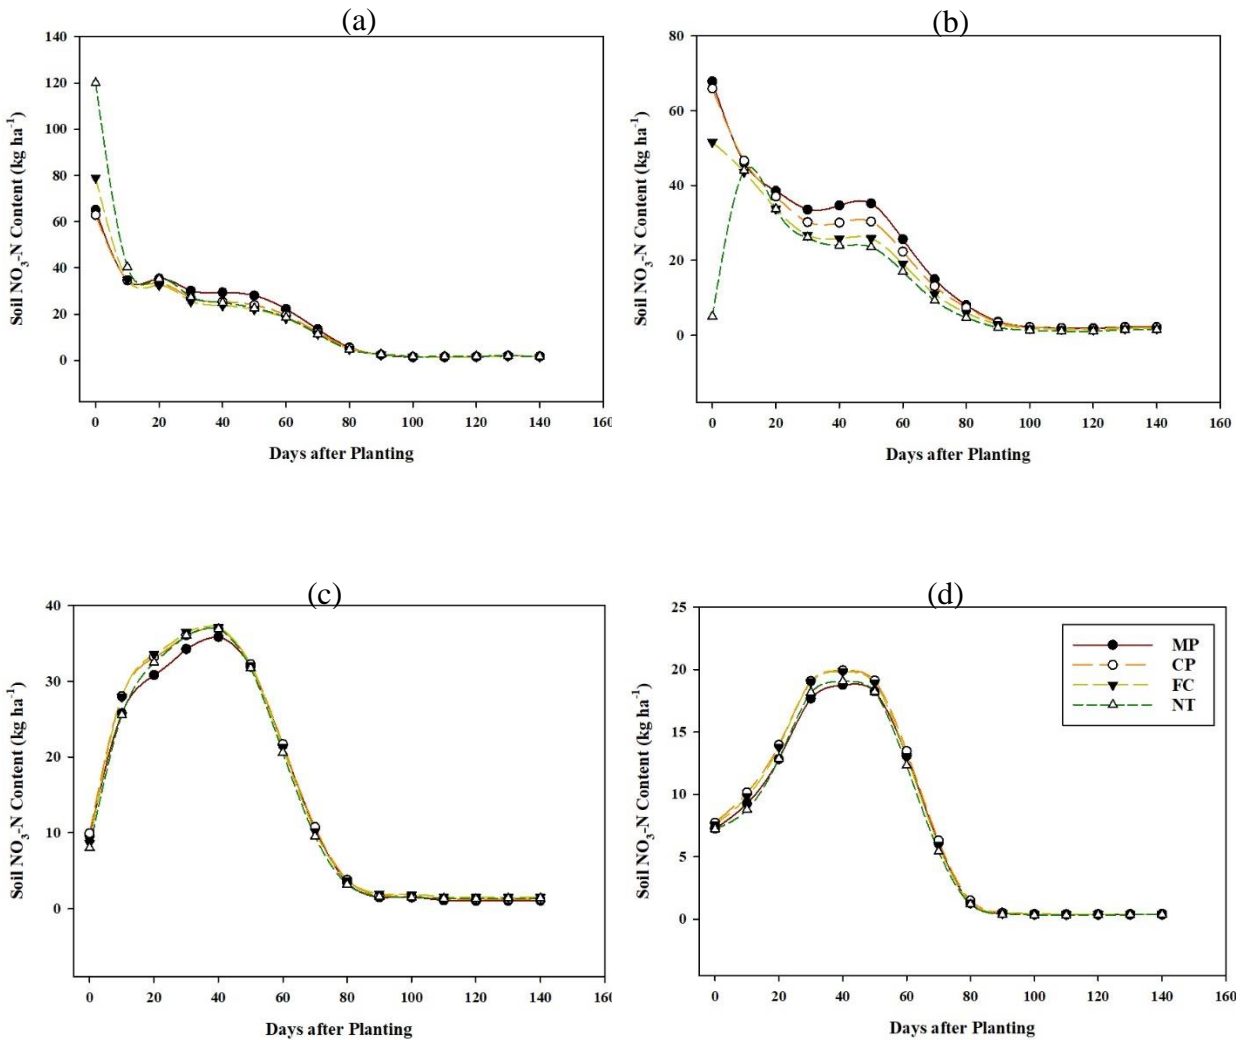 (a)
(b)
140
120
100
80
60
40
20
0
Soil NO3-N Content (kg ha-1)
0 20 40 60 80 100 120 140 160
Days after Planting
80
60
40
20
0
Soil NO3-N Content (kg ha-1)
0 20 40 60 80 100 120 140 160
Days after Planting
(c)
(d)
40
30
20
10
0
Soil NO3-N Content (kg ha-1)
0 20 40 60 80 100 120 140 160
Days after Planting
25
20
15
10
5
0
Soil NO3-N Content (kg ha-1)
MP
CP
FC
NT
0 20 40 60 80 100 120 140 160
Days after Planting